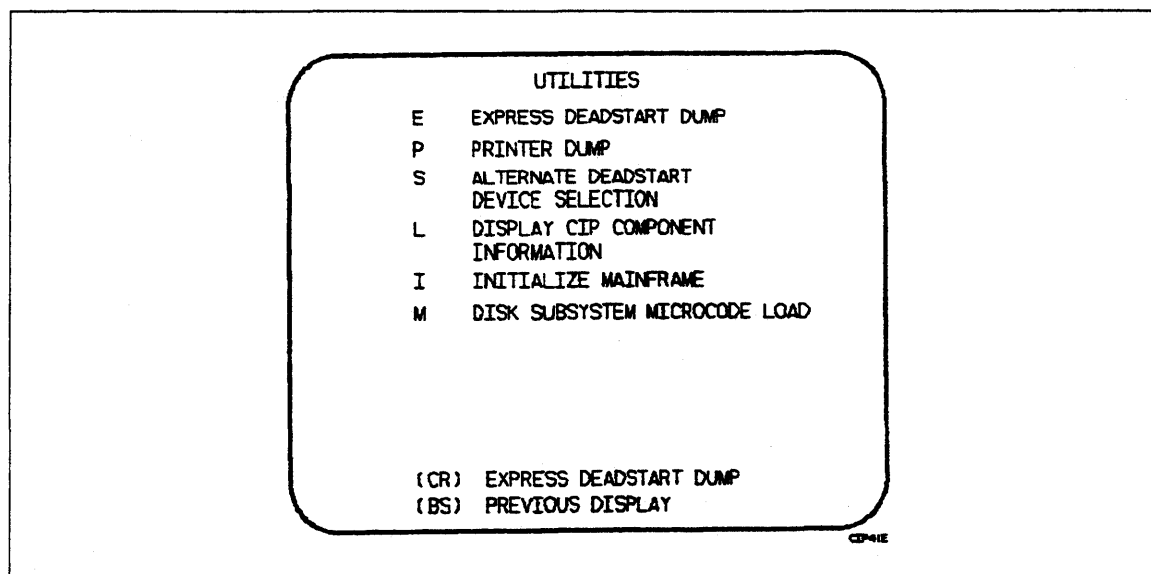 UTILITIES
E EXPRESS DEADSTART DUMP
P PRINTER DUMP
S ALTERNATE DEADSTART
DEVICE SELECTION
L DISPLAY CIP COMPONENT
INFORMATION
I INITIALIZE MAINFRAME
M DISK SUBSYSTEM MICROCODE LOAD
(CR) EXPRESS DEADSTART DUMP
(BS) PREVIOUS DISPLAY
CIP41E